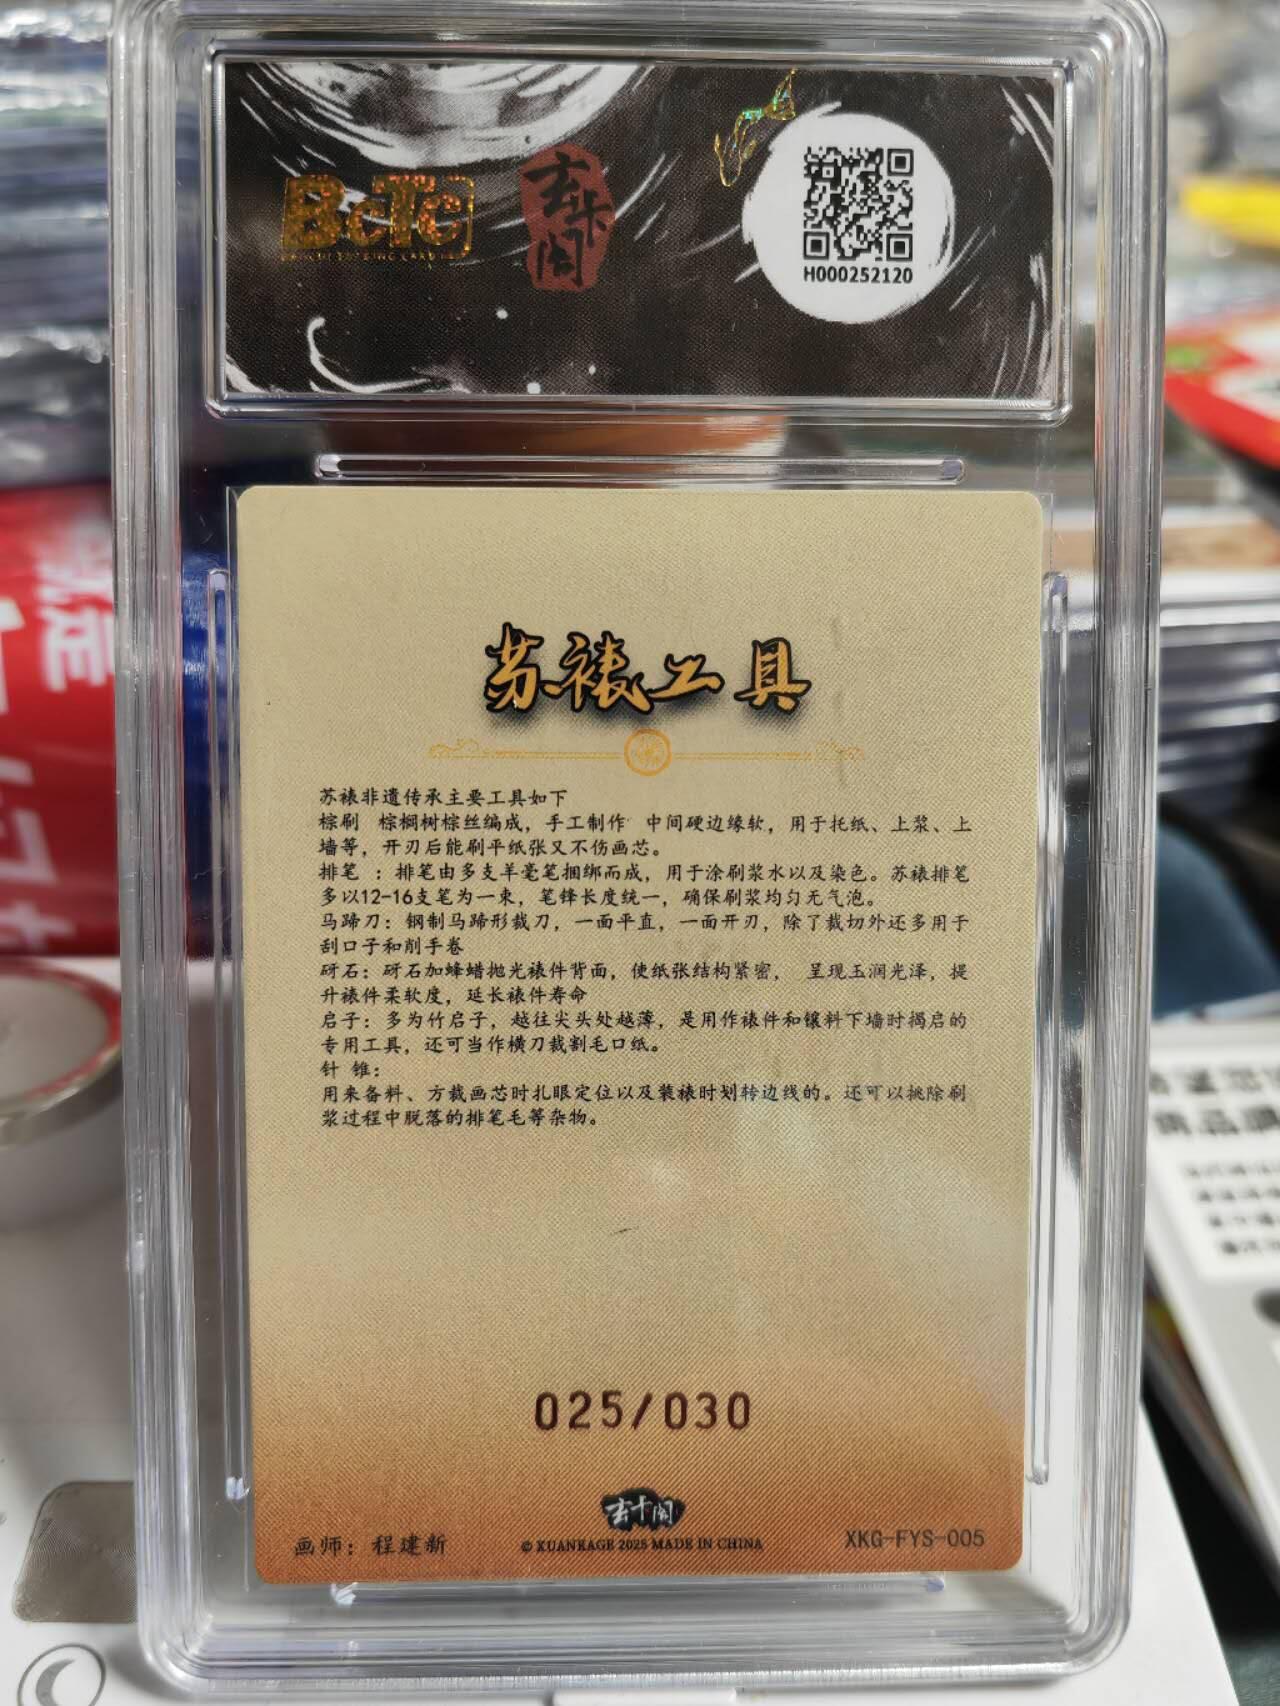 BCTC
玄卡阁
H000252120
苏裱工具
苏裱非遗传承主要工具如下
棕刷 棕榈树棕丝编成，手工制作 中间硬边缘软，用于托纸、上浆、上
墙等，开刃后能刷平纸张又不伤画芯。
排笔 ：排笔由多支羊毫笔捆绑而成，用于涂刷浆水以及染色。苏裱排笔
多以12-16支笔为一束，笔锋长度统一，确保刷浆均匀无气泡。
马蹄刀：钢制马蹄形裁刀，一面平直，一面开刃，除了裁切外还多用于
刮口子和削手卷
砑石：砑石加蜂蜡抛光裱件背面，使纸张结构紧密， 呈现玉润光泽，提
升裱件柔软度，延长裱件寿命
启子：多为竹启子，越往尖头处越薄，是用作裱件和镶料下墙时揭启的
专用工具，还可当作横刀裁割毛口纸。
针 锥：
用来备料、方裁画芯时扎眼定位以及装裱时划转边线的。还可以挑除刷
浆过程中脱落的排笔毛等杂物。
025/030
玄卡阁
画师：程建新
© XUANKAGE 2025 MADE IN CHINA
XKG-FYS-005